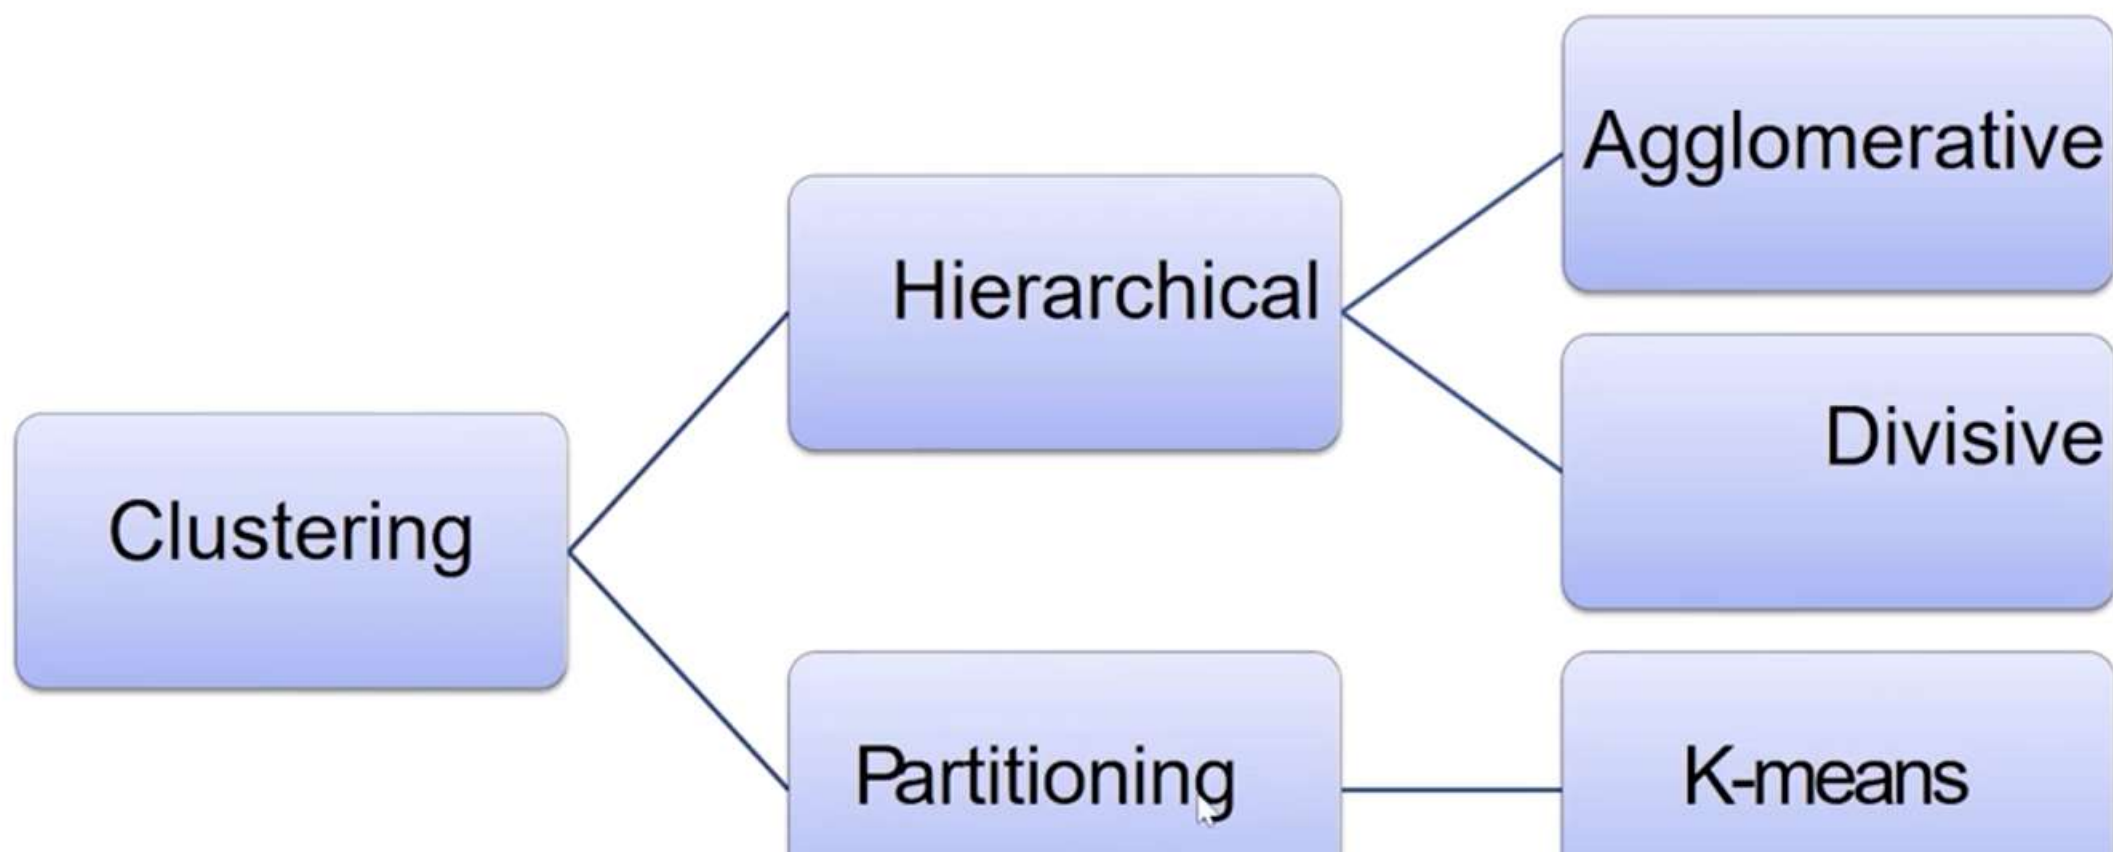 Clustering
Hierarchical
Agglomerative
Divisive
Partitioning
K-means